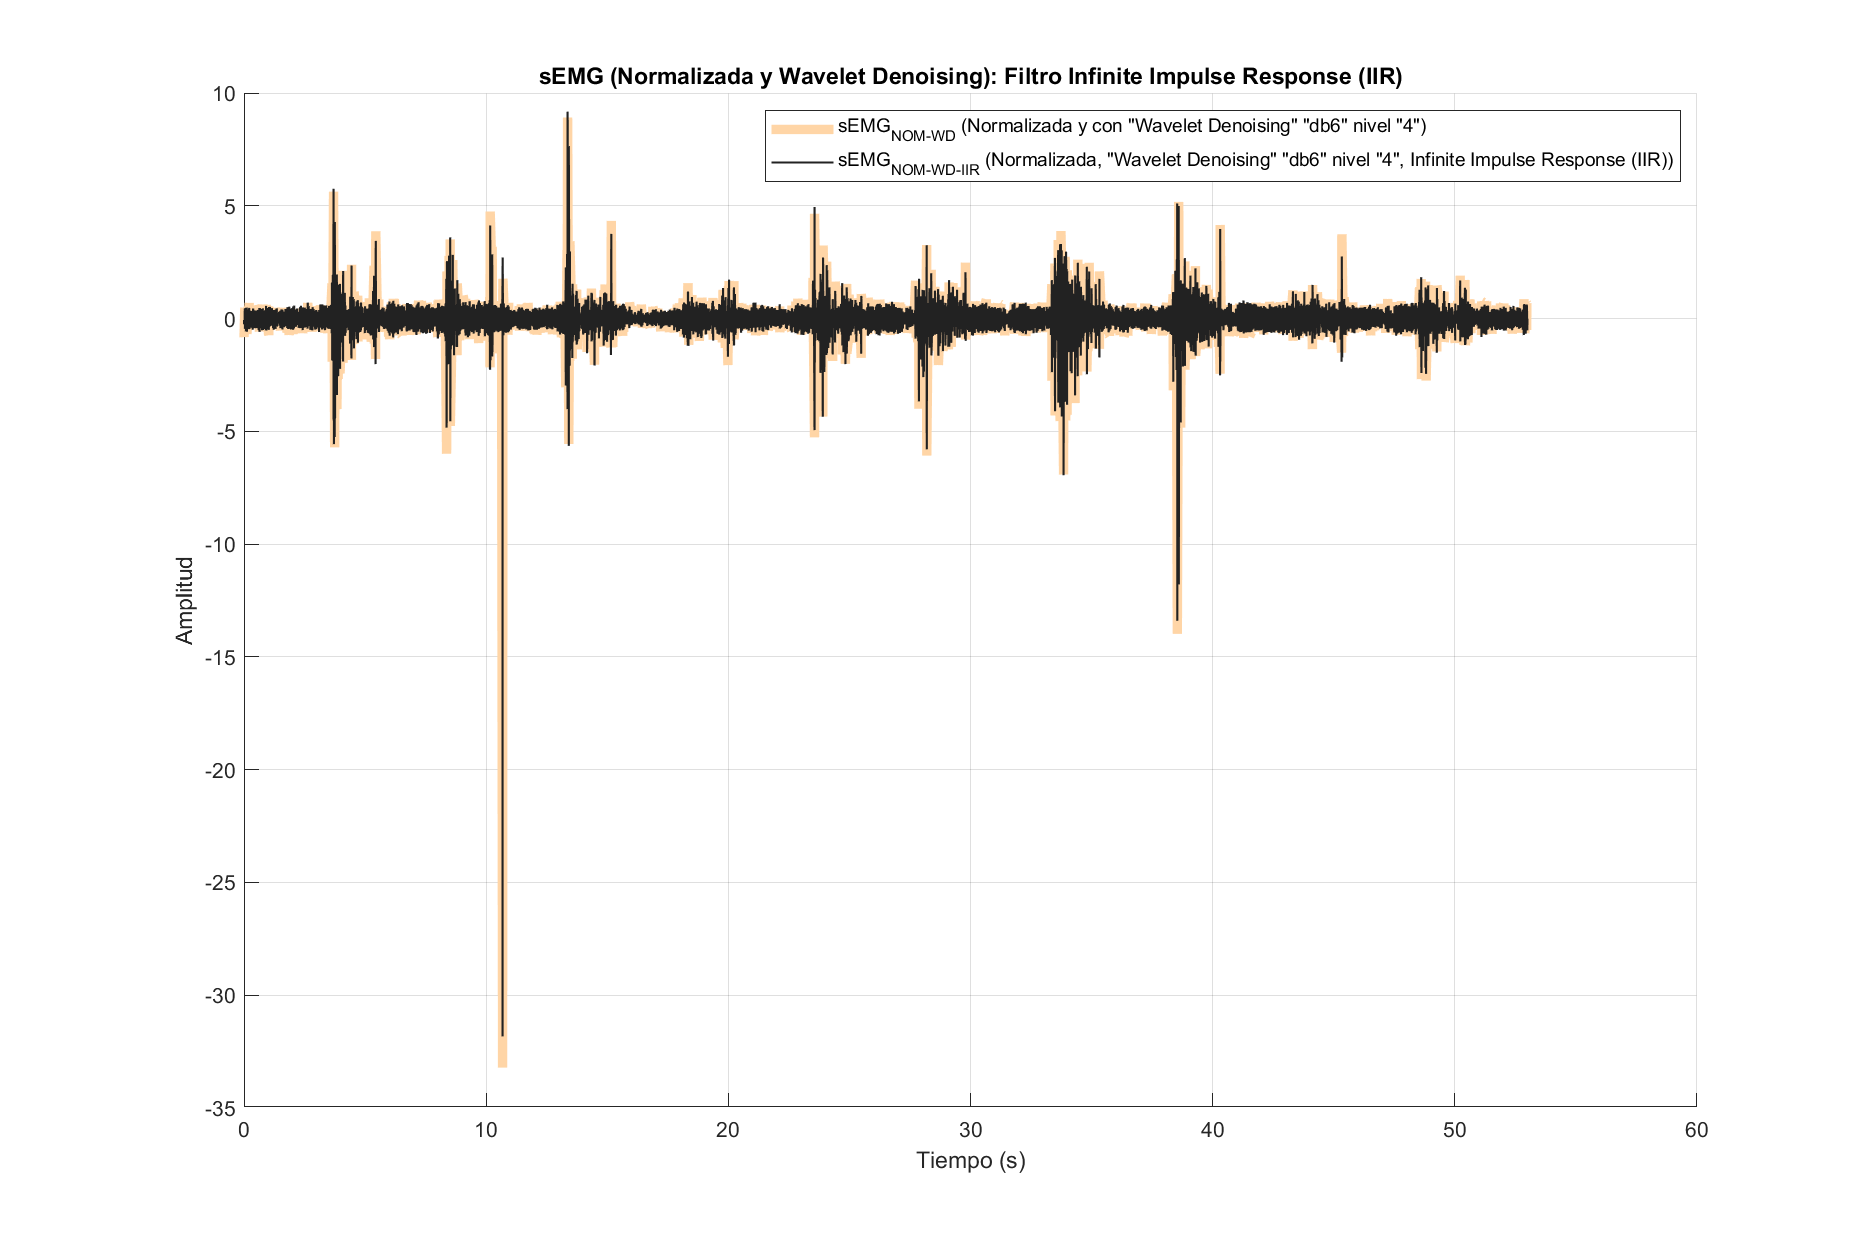 sEMG (Normalizada y Wavelet Denoising): Filtro Infinite Impulse Response (IIR)
sEMG_NOM-WD (Normalizada y con "Wavelet Denoising" "db6" nivel "4")
sEMG_NOM-WD-IIR (Normalizada, "Wavelet Denoising" "db6" nivel "4", Infinite Impulse Response (IIR))
10
5
0
-5
-10
-15
-20
-25
-30
-35
Amplitud
0 10 20 30 40 50 60
Tiempo (s)